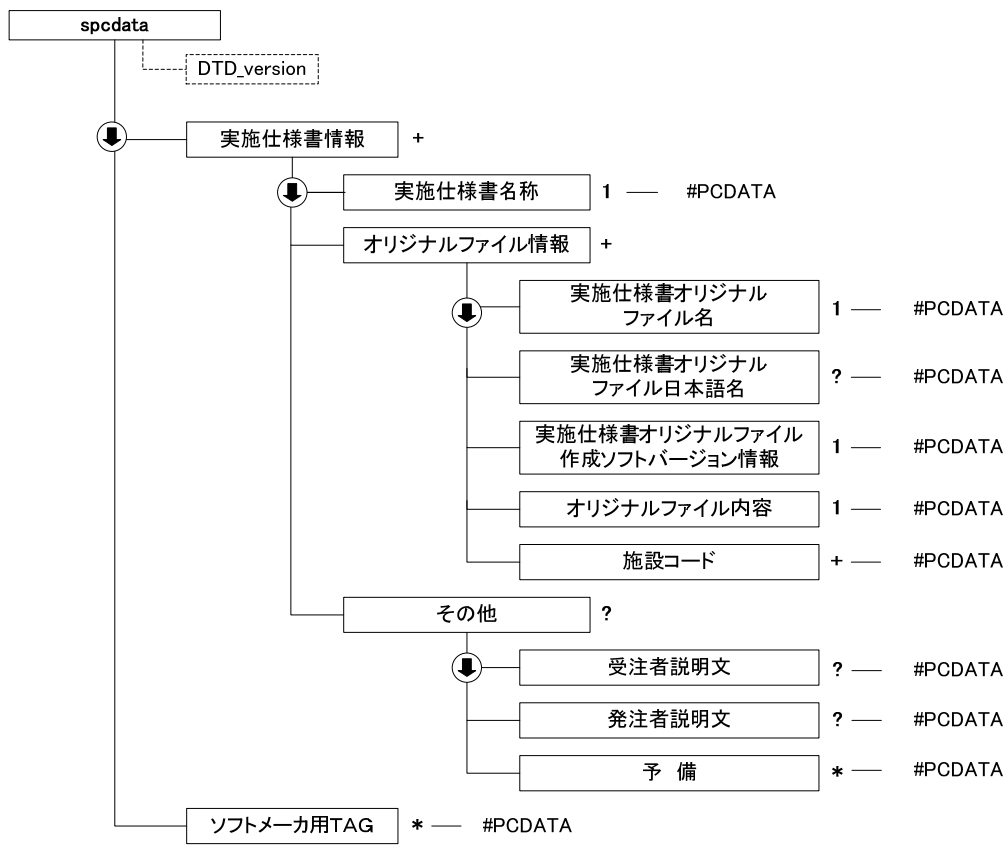 spcdata
DTD_version
実施仕様書情報 +
実施仕様書名称 1 #PCDATA
オリジナルファイル情報 +
実施仕様書オリジナル
ファイル名 1 #PCDATA
実施仕様書オリジナル
ファイル日本語名 ? #PCDATA
実施仕様書オリジナルファイル
作成ソフトバージョン情報 1 #PCDATA
オリジナルファイル内容 1 #PCDATA
施設コード + #PCDATA
その他 ?
受注者説明文 ? #PCDATA
発注者説明文 ? #PCDATA
予 備 * #PCDATA
ソフトメーカ用TAG * #PCDATA